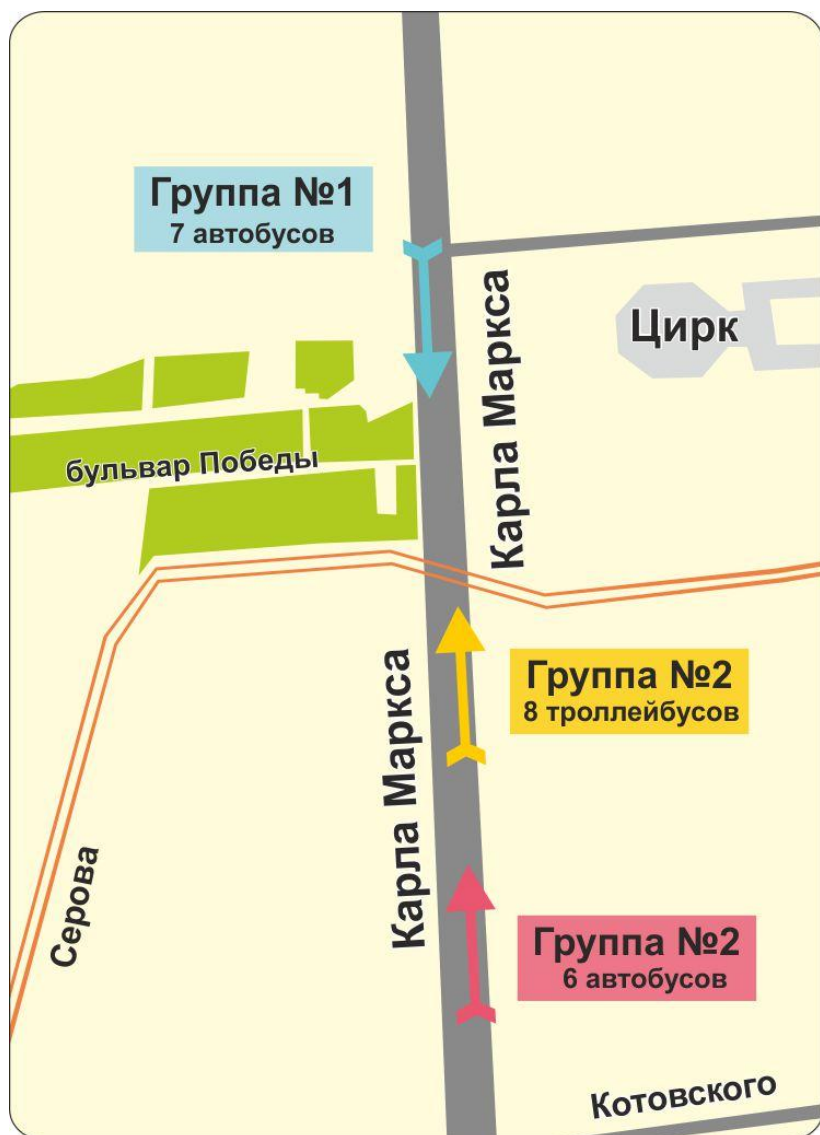 Группа №1
7 автобусов
Карла Маркса
Цирк
бульвар Победы
Группа №2
8 троллейбусов
Карла Маркса
Серова
Группа №2
6 автобусов
Котовского